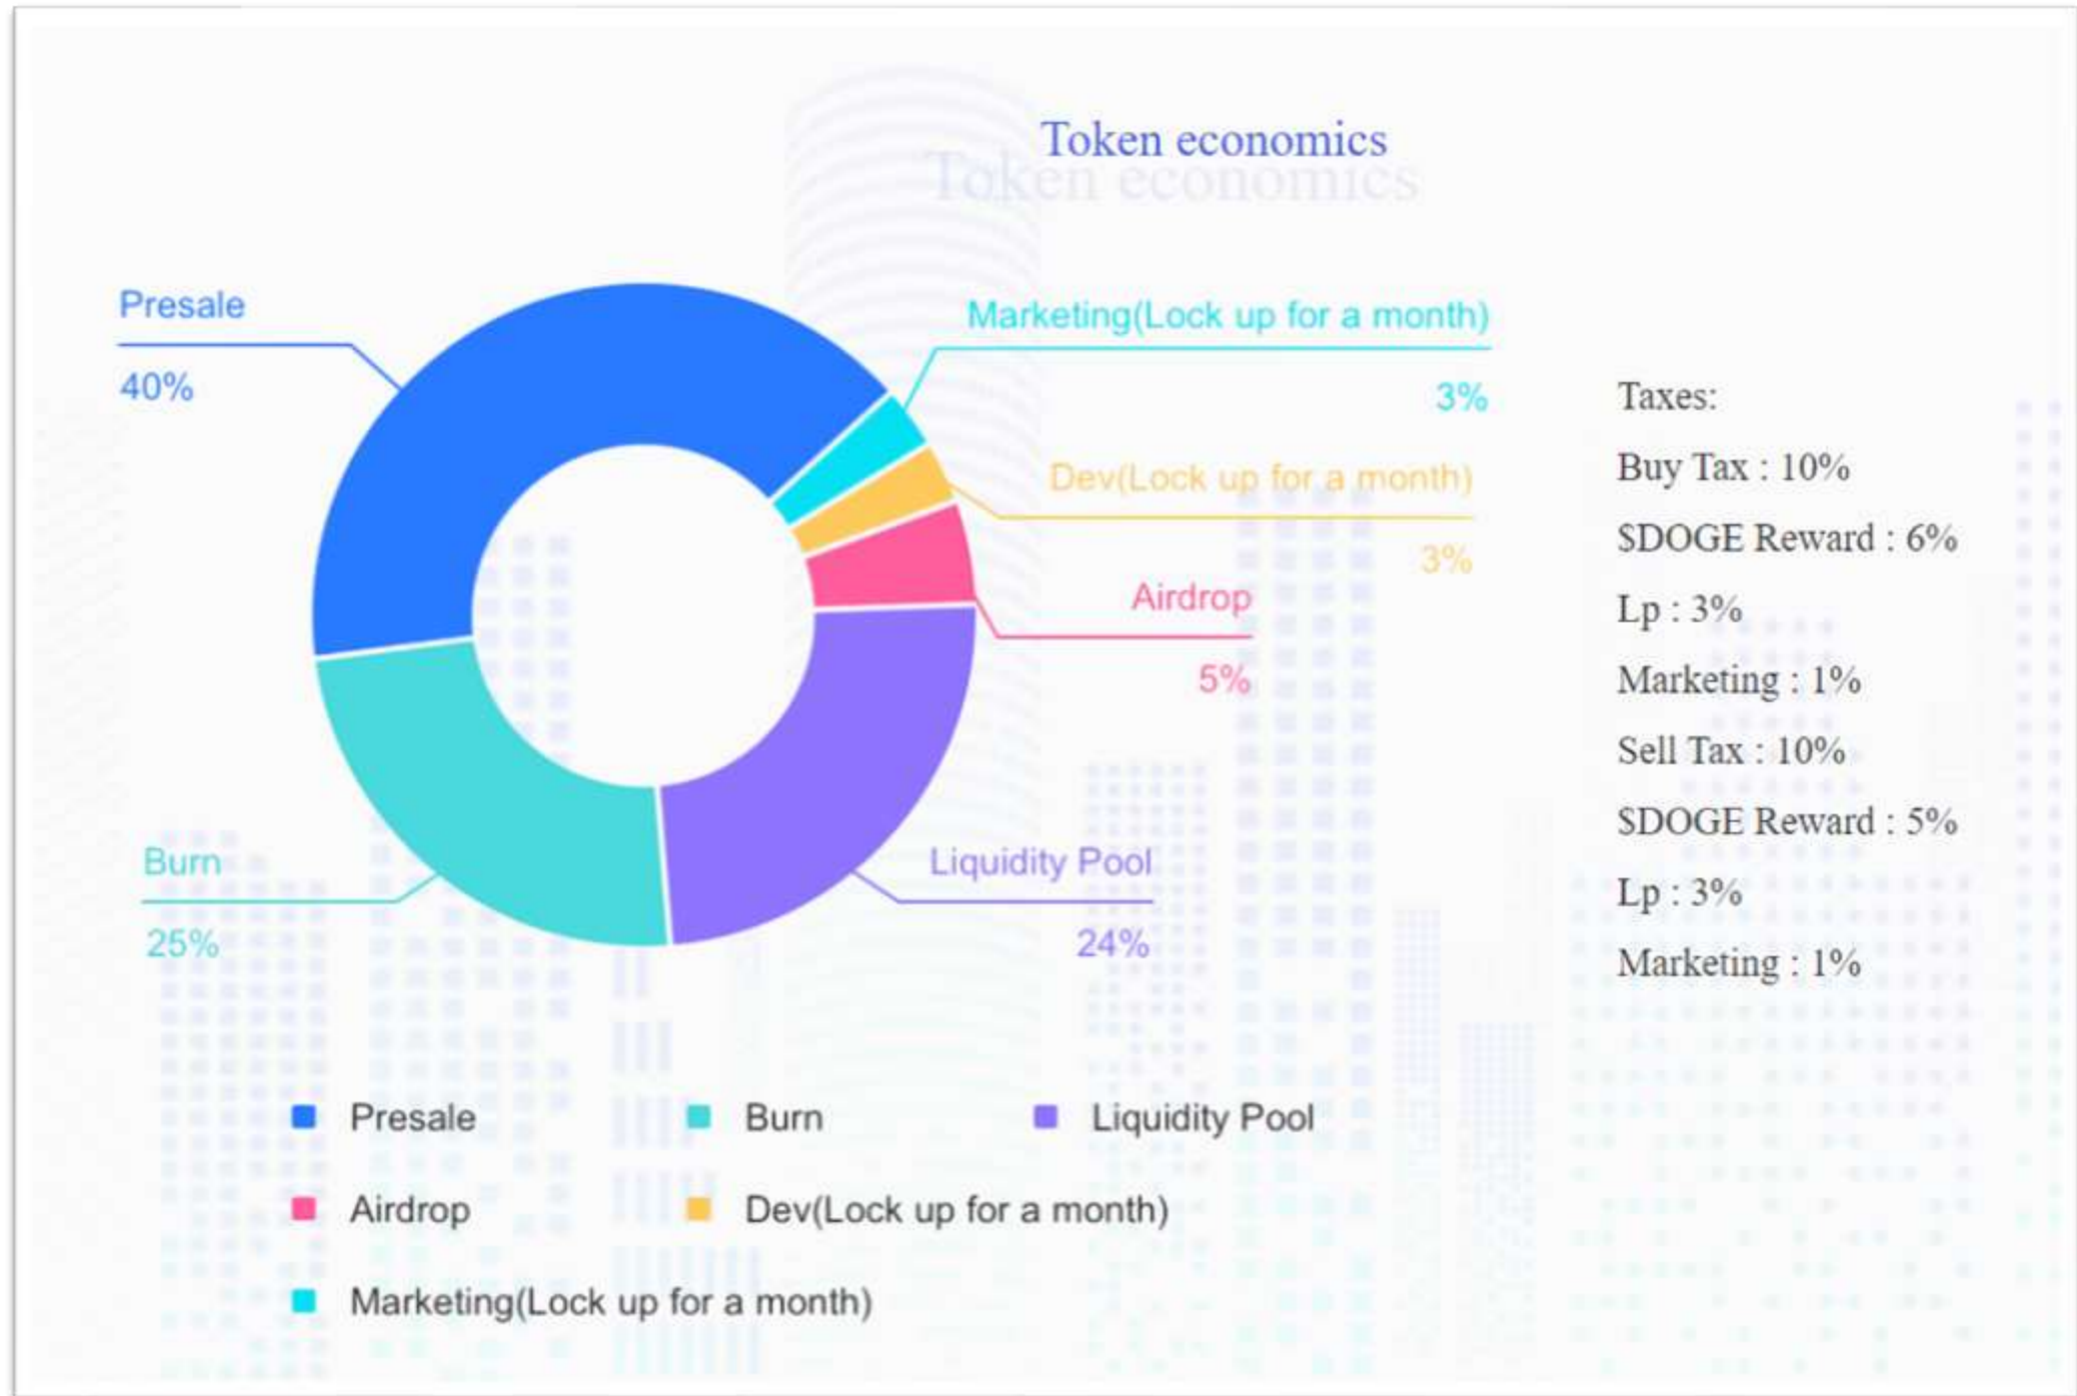 Token economics
Token economics
Presale
40%
Marketing(Lock up for a month)
3%
Dev(Lock up for a month)
3%
Airdrop
5%
Burn
25%
Liquidity Pool
24%
Taxes:
Buy Tax : 10%
$DOGE Reward : 6%
Lp : 3%
Marketing : 1%
Sell Tax : 10%
$DOGE Reward : 5%
Lp : 3%
Marketing : 1%
Presale
Burn
Liquidity Pool
Airdrop
Dev(Lock up for a month)
Marketing(Lock up for a month)